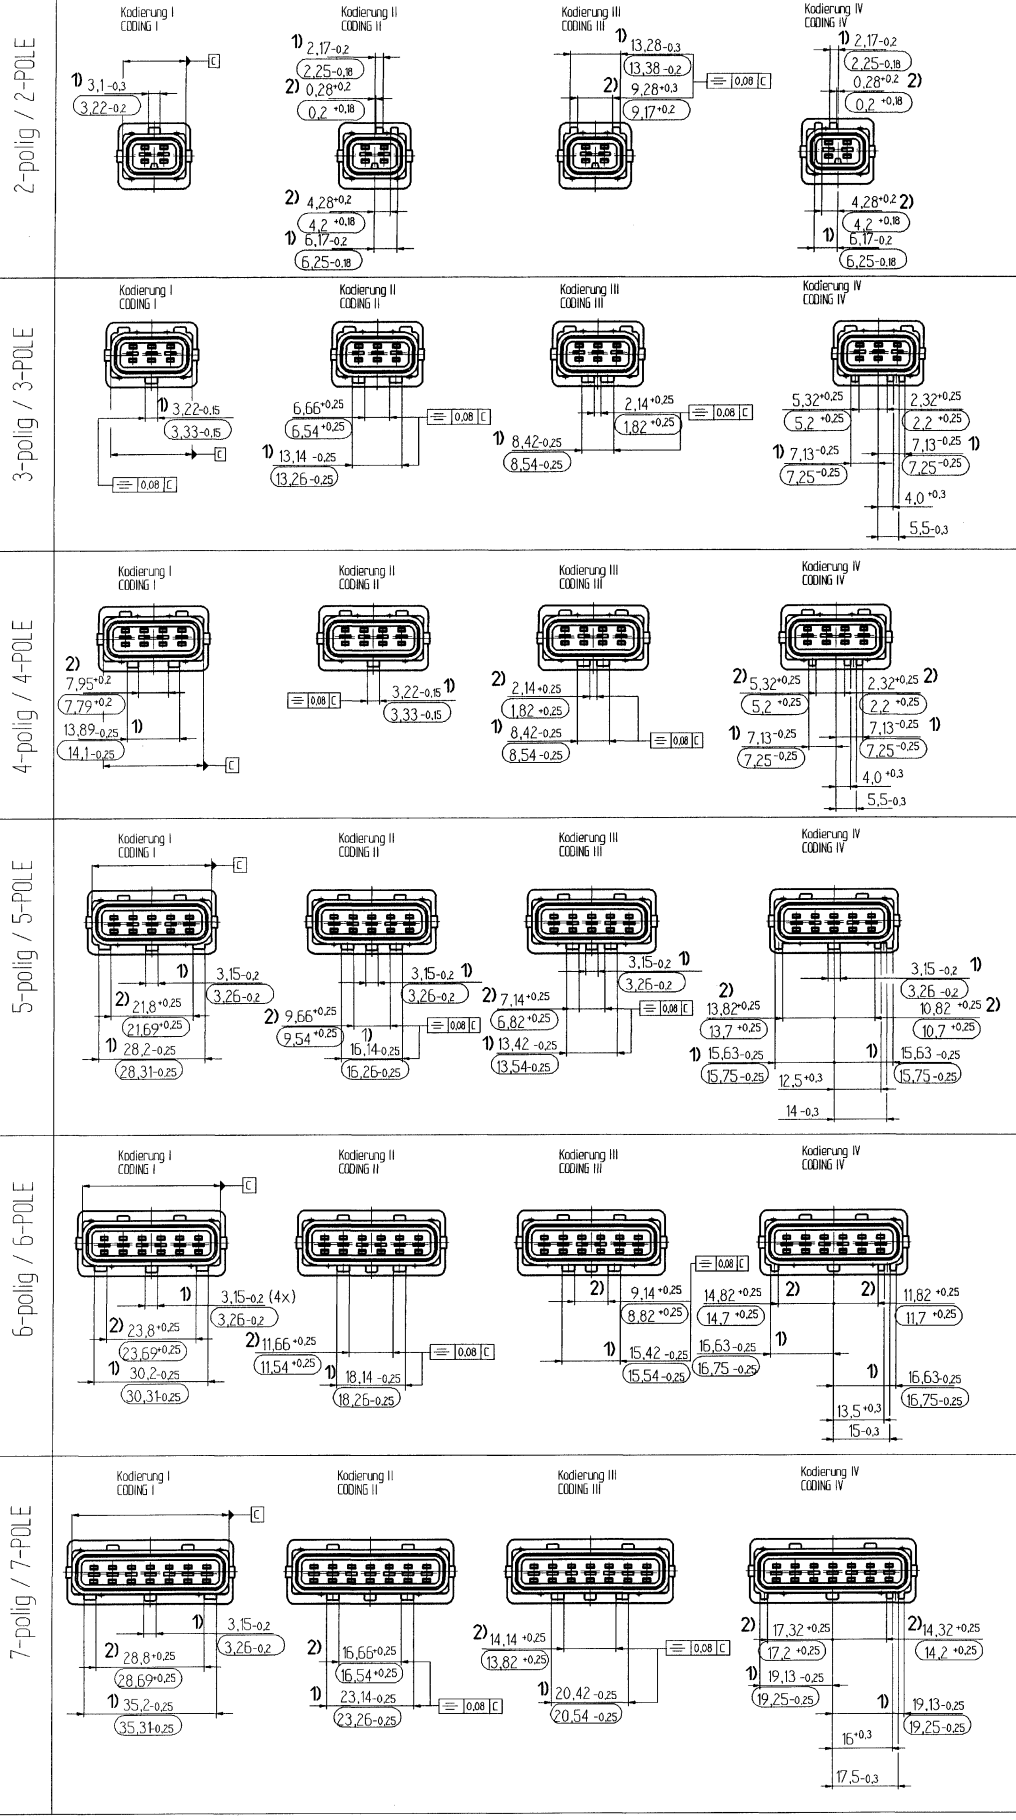 2-polig / 2-POLE
Kodierung I
CODING I
C
1) 3,1-0,3
3,22-0,2
Kodierung II
CODING II
1) 2,17-0,2
2,25-0,18
2) 0,28+0,2
0,2 +0,18
2) 4,28+0,2
4,2 +0,18
1) 6,17-0,2
6,25-0,18
Kodierung III
CODING III
1) 13,28-0,3
13,38-0,2
2) 9,28+0,3
9,17+0,2
0,08 C
Kodierung IV
CODING IV
1) 2,17-0,2
2,25-0,18
0,28+0,2 2)
0,2 +0,18
4,28+0,2 2)
4,2 +0,18
1) 6,17-0,2
6,25-0,18
3-polig / 3-POLE
Kodierung I
CODING I
1) 3,22-0,15
3,33-0,15
C
0,08 C
Kodierung II
CODING II
6,66+0,25
6,54+0,25
0,08 C
1) 13,14 -0,25
13,26-0,25
Kodierung III
CODING III
2,14+0,25
1,82 +0,25
0,08 C
1) 8,42-0,25
8,54-0,25
Kodierung IV
CODING IV
5,32+0,25
5,2 +0,25
2,32+0,25
2,2 +0,25
1) 7,13-0,25
7,25-0,25
7,13-0,25 1)
7,25-0,25
4,0 +0,3
5,5-0,3
4-polig / 4-POLE
Kodierung I
CODING I
2)
7,95+0,2
7,79+0,2
1)
13,89-0,25
14,1-0,25
C
Kodierung II
CODING II
0,08 C
3,22-0,15 1)
3,33-0,15
Kodierung III
CODING III
2) 2,14+0,25
1,82 +0,25
1) 8,42-0,25
8,54-0,25
0,08 C
Kodierung IV
CODING IV
2) 5,32+0,25
5,2 +0,25
2,32+0,25 2)
2,2 +0,25
1) 7,13-0,25
7,25-0,25
7,13-0,25 1)
7,25-0,25
4,0 +0,3
5,5-0,3
5-polig / 5-POLE
Kodierung I
CODING I
C
1) 3,15-0,2
3,26-0,2
2) 21,8+0,25
21,69+0,25
1) 28,2-0,25
28,31-0,25
Kodierung II
CODING II
3,15-0,2 1)
3,26-0,2
2) 9,66+0,25
9,54+0,25
0,08 C
1)
16,14-0,25
16,26-0,25
Kodierung III
CODING III
3,15-0,2 1)
3,26-0,2
2) 7,14+0,25
6,82 +0,25
0,08 C
1) 13,42 -0,25
13,54-0,25
Kodierung IV
CODING IV
3,15 -0,2 1)
3,26 -0,2
2)
13,82+0,25
13,7 +0,25
10,82 +0,25 2)
10,7 +0,25
1) 15,63-0,25
15,75-0,25
1) 15,63 -0,25
15,75-0,25
12,5+0,3
14 -0,3
6-polig / 6-POLE
Kodierung I
CODING I
C
1) 3,15-0,2 (4x)
3,26-0,2
2) 23,8+0,25
23,69+0,25
1) 30,2-0,25
30,31-0,25
Kodierung II
CODING II
2) 11,66 +0,25
11,54 +0,25
0,08 C
1) 18,14 -0,25
18,26-0,25
Kodierung III
CODING III
2) 9,14 +0,25
8,82 +0,25
0,08 C
1) 15,42 -0,25
15,54-0,25
Kodierung IV
CODING IV
14,82 +0,25 2)
14,7 +0,25
2) 11,82 +0,25
11,7 +0,25
16,63-0,25 1)
16,75 -0,25
1) 16,63-0,25
16,75-0,25
13,5+0,3
15-0,3
7-polig / 7-POLE
Kodierung I
CODING I
C
1) 3,15-0,2
3,26-0,2
2) 28,8+0,25
28,69+0,25
1) 35,2-0,25
35,31-0,25
Kodierung II
CODING II
2) 16,66+0,25
16,54 +0,25
1) 23,14-0,25
23,26-0,25
0,08 C
Kodierung III
CODING III
2) 14,14 +0,25
13,82 +0,25
0,08 C
1) 20,42 -0,25
20,54 -0,25
Kodierung IV
CODING IV
2) 17,32 +0,25
17,2 +0,25
2) 14,32 +0,25
14,2 +0,25
1) 19,13 -0,25
19,25-0,25
1) 19,13-0,25
19,25-0,25
16+0,3
17,5-0,3